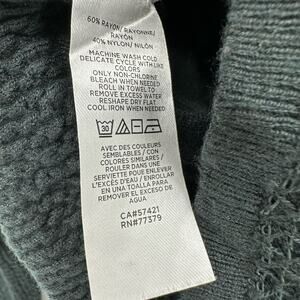 60% RAYON/RAYONNE/
RAYÓN
40% NYLON/NILÓN
MACHINE WASH COLD
DELICATE CYCLE WITH LIKE
COLORS
ONLY NON-CHLORINE
BLEACH WHEN NEEDED
ROLL IN TOWEL TO
REMOVE EXCESS WATER
RESHAPE DRY FLAT
COOL IRON WHEN NEEDED
30
AVEC DES COULEURS
SEMBLABLES / CON
COLORES SIMILARES /
ROULER DANS UNE
SERVIETTE POUR ENLEVER
L'EXCÈS D'EAU / ENROLLAR
EN UNA TOALLA PARA
REMOVER EL EXCESO DE
AGUA
CA#57421
RN#77379